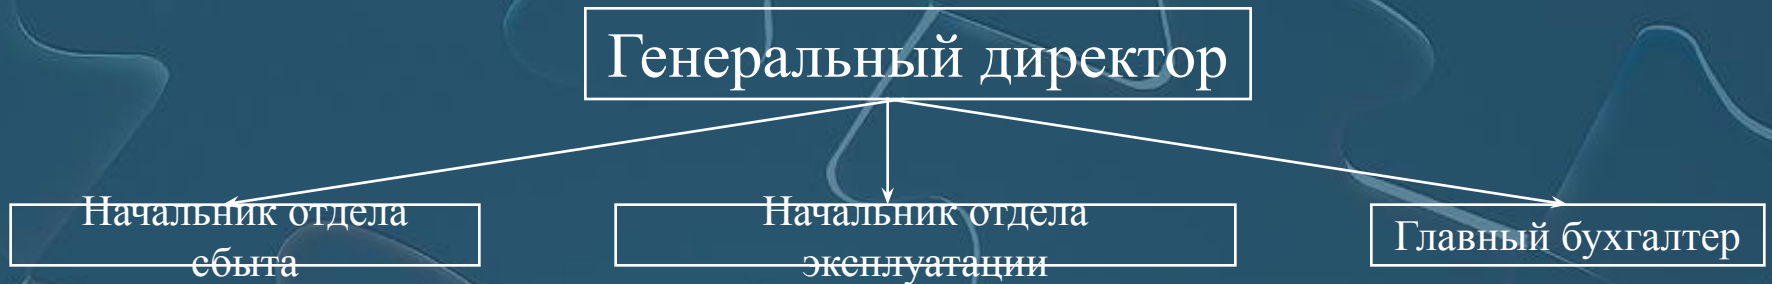 Генеральный директор
Начальник отдела
сбыта
Начальник отдела
эксплуатации
Главный бухгалтер